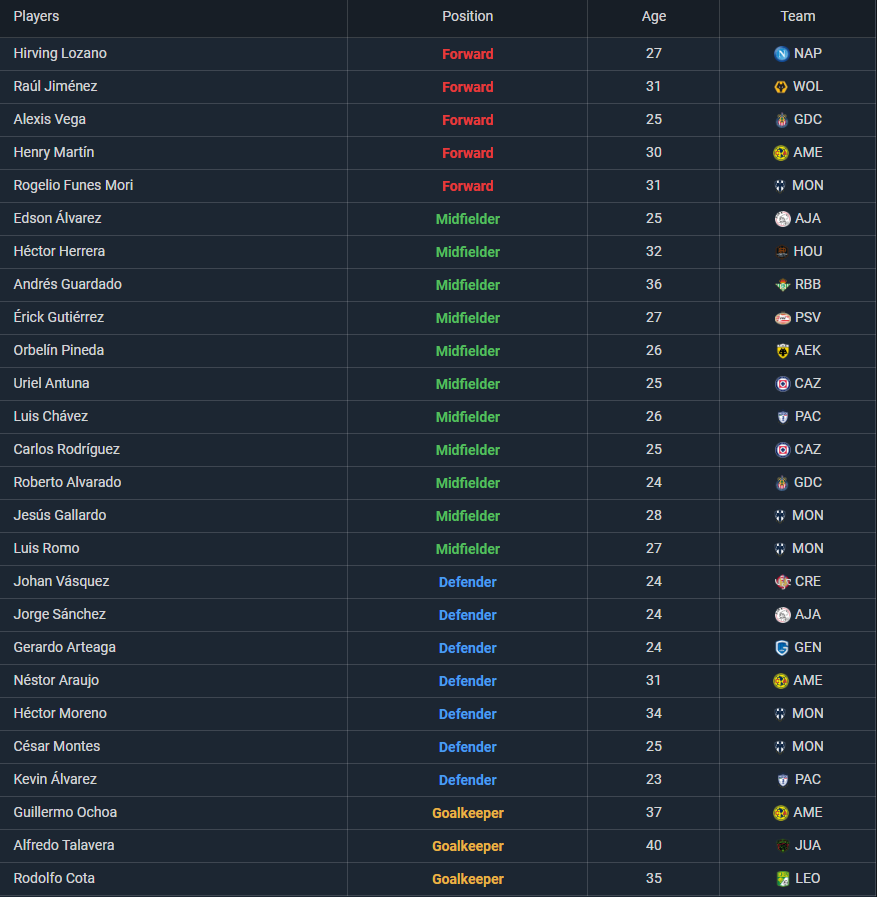 Players Position Age Team
Hirving Lozano Forward 27 NAP
Raúl Jiménez Forward 31 WOL
Alexis Vega Forward 25 GDC
Henry Martín Forward 30 AME
Rogelio Funes Mori Forward 31 MON
Edson Álvarez Midfielder 25 AJA
Héctor Herrera Midfielder 32 HOU
Andrés Guardado Midfielder 36 RBB
Érick Gutiérrez Midfielder 27 PSV
Orbelín Pineda Midfielder 26 AEK
Uriel Antuna Midfielder 25 CAZ
Luis Chávez Midfielder 26 PAC
Carlos Rodríguez Midfielder 25 CAZ
Roberto Alvarado Midfielder 24 GDC
Jesús Gallardo Midfielder 28 MON
Luis Romo Midfielder 27 MON
Johan Vásquez Defender 24 CRE
Jorge Sánchez Defender 24 AJA
Gerardo Arteaga Defender 24 GEN
Néstor Araujo Defender 31 AME
Héctor Moreno Defender 34 MON
César Montes Defender 25 MON
Kevin Álvarez Defender 23 PAC
Guillermo Ochoa Goalkeeper 37 AME
Alfredo Talavera Goalkeeper 40 JUA
Rodolfo Cota Goalkeeper 35 LEO